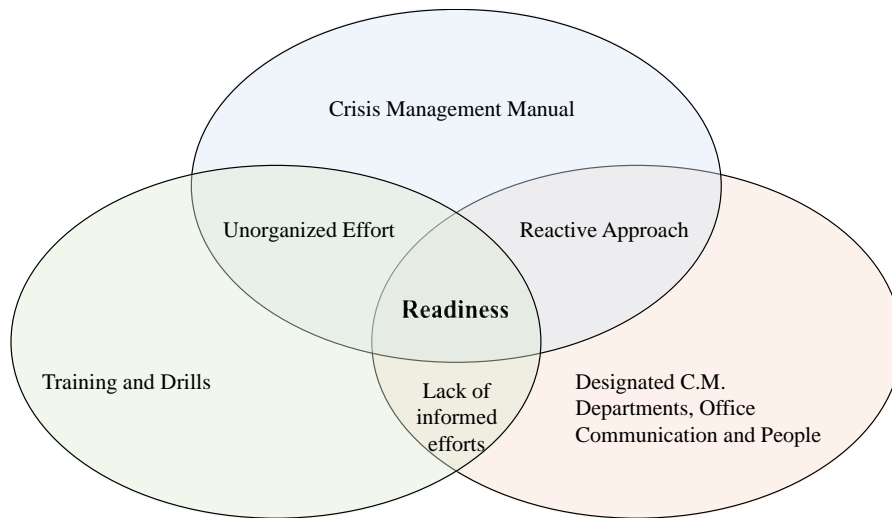 Crisis Management Manual
Unorganized Effort
Reactive Approach
Readiness
Training and Drills
Lack of
informed
efforts
Designated C.M.
Departments, Office
Communication and People